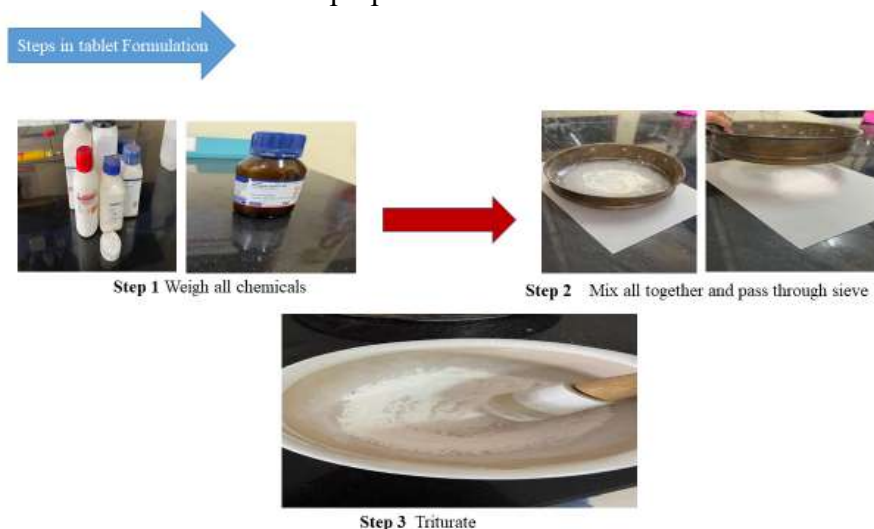 Steps in tablet Formulation
Step 1 Weigh all chemicals
Step 2 Mix all together and pass through sieve
Step 3 Triturate